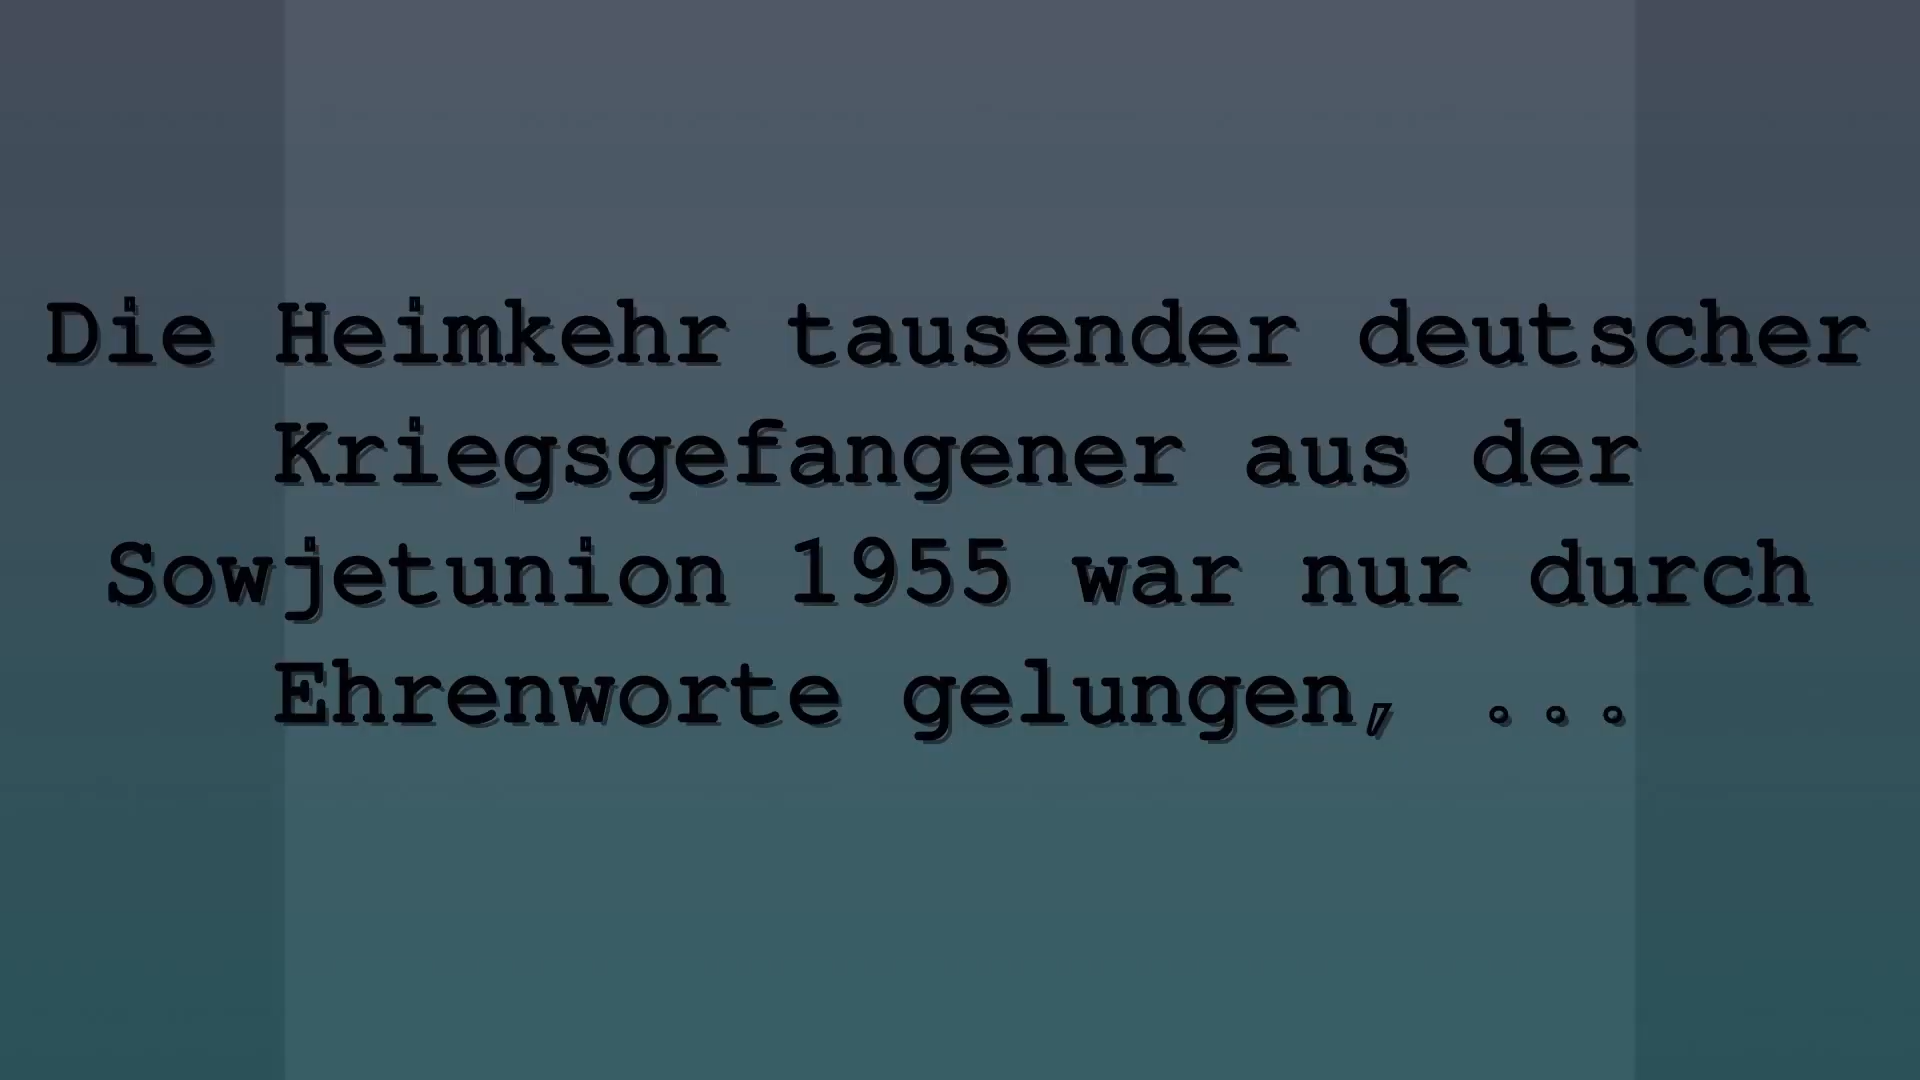 Die Heimkehr tausender deutscher
Kriegsgefangener aus der
Sowjetunion 1955 war nur durch
Ehrenworte gelungen, ...